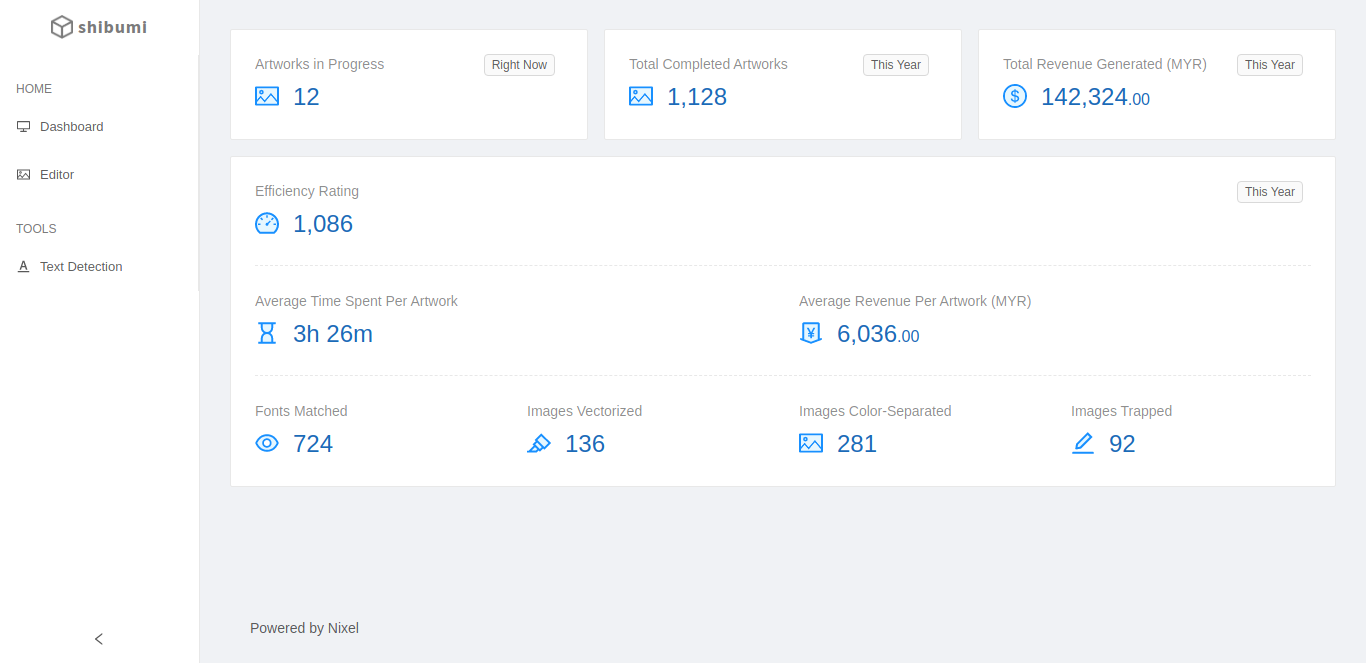 shibumi
HOME
Dashboard
Editor
TOOLS
Text Detection
Artworks in Progress
Right Now
12
Total Completed Artworks
This Year
1,128
Total Revenue Generated (MYR)
This Year
$ 142,324.00
Efficiency Rating
This Year
1,086
Average Time Spent Per Artwork
3h 26m
Average Revenue Per Artwork (MYR)
¥ 6,036.00
Fonts Matched
724
Images Vectorized
136
Images Color-Separated
281
Images Trapped
92
Powered by Nixel